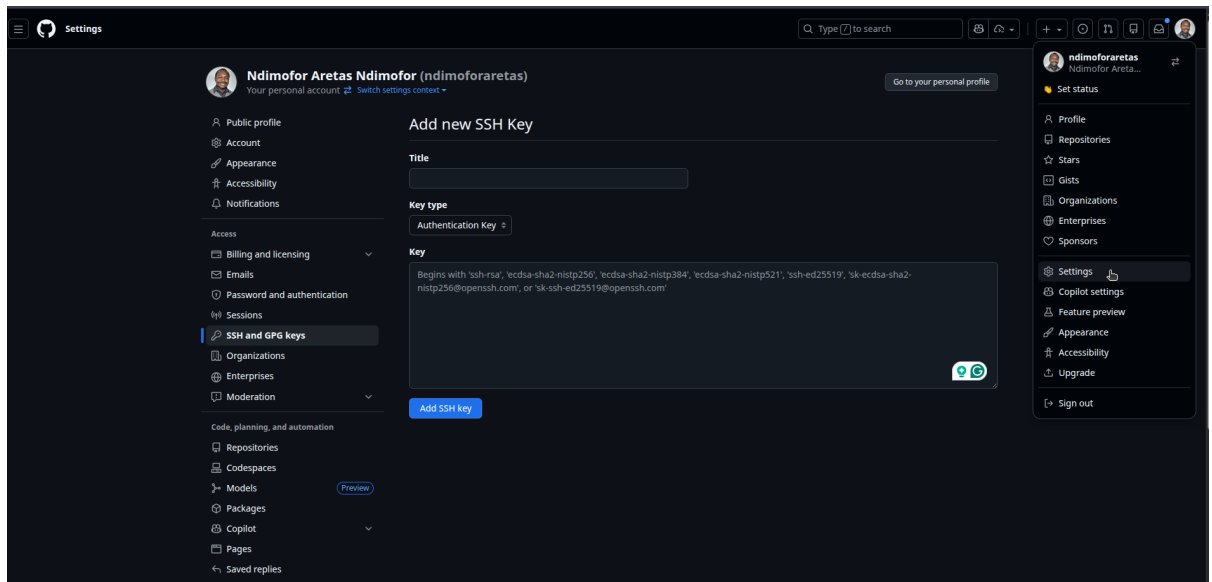 Settings
Type / to search
Ndimofor Aretas Ndimofor (ndimoforaretas)
Your personal account Switch settings context
Go to your personal profile
Public profile
Account
Appearance
Accessibility
Notifications
Access
Billing and licensing
Emails
Password and authentication
Sessions
SSH and GPG keys
Organizations
Enterprises
Moderation
Code, planning, and automation
Repositories
Codespaces
Models Preview
Packages
Copilot
Pages
Saved replies
Add new SSH Key
Title
Key type
Authentication Key
Key
Begins with 'ssh-rsa', 'ecdsa-sha2-nistp256', 'ecdsa-sha2-nistp384', 'ecdsa-sha2-nistp521', 'ssh-ed25519', 'sk-ecdsa-sha2-
nistp256@openssh.com', or 'sk-ssh-ed25519@openssh.com'
Add SSH key
ndimoforaretas
Ndimofor Areta...
Set status
Profile
Repositories
Stars
Gists
Organizations
Enterprises
Sponsors
Settings
Copilot settings
Feature preview
Appearance
Accessibility
Upgrade
Sign out